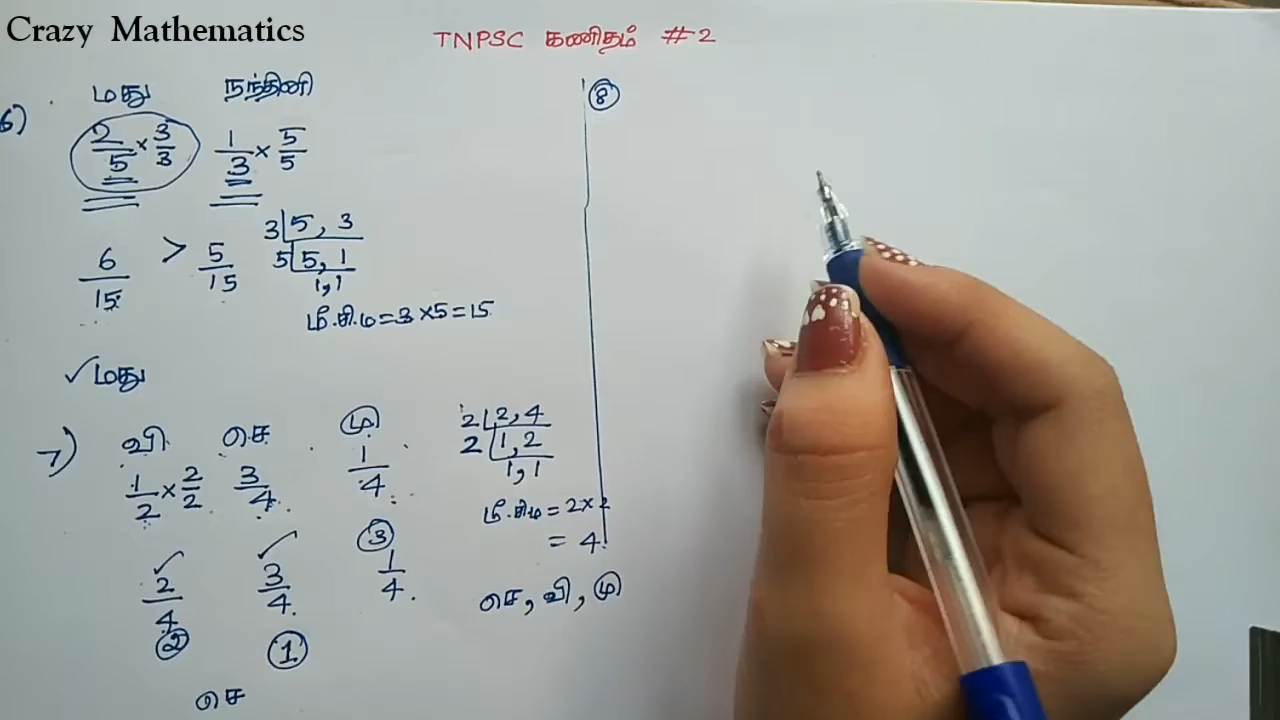 Crazy Mathematics
TNPSC கணிதம் #2
6) மது நந்தினி
2/5 × 3/3 1/3 × 5/5
6/15 > 5/15
3 | 5, 3
5 | 5, 1
1, 1
மீ.சி.ம = 3 × 5 = 15
✓ மது
7) வி செ மு
1/2 × 2/2 3/4 1/4
2 | 2, 4
2 | 1, 2
1, 1
மீ.சி.ம = 2 × 2
= 4
2/4 3/4 1/4
② ① ③
செ, வி, மு
செ
⑧